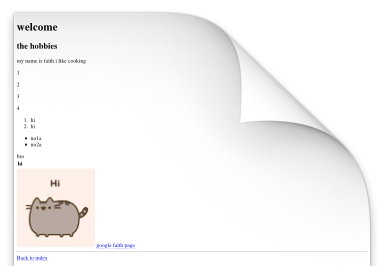 welcome
the hobbies
my name is faith i like cooking
1
2
3
4
1. hi
2. hi
• no1a
• no2a
bro
hi
Hi
google faith page
Back to index